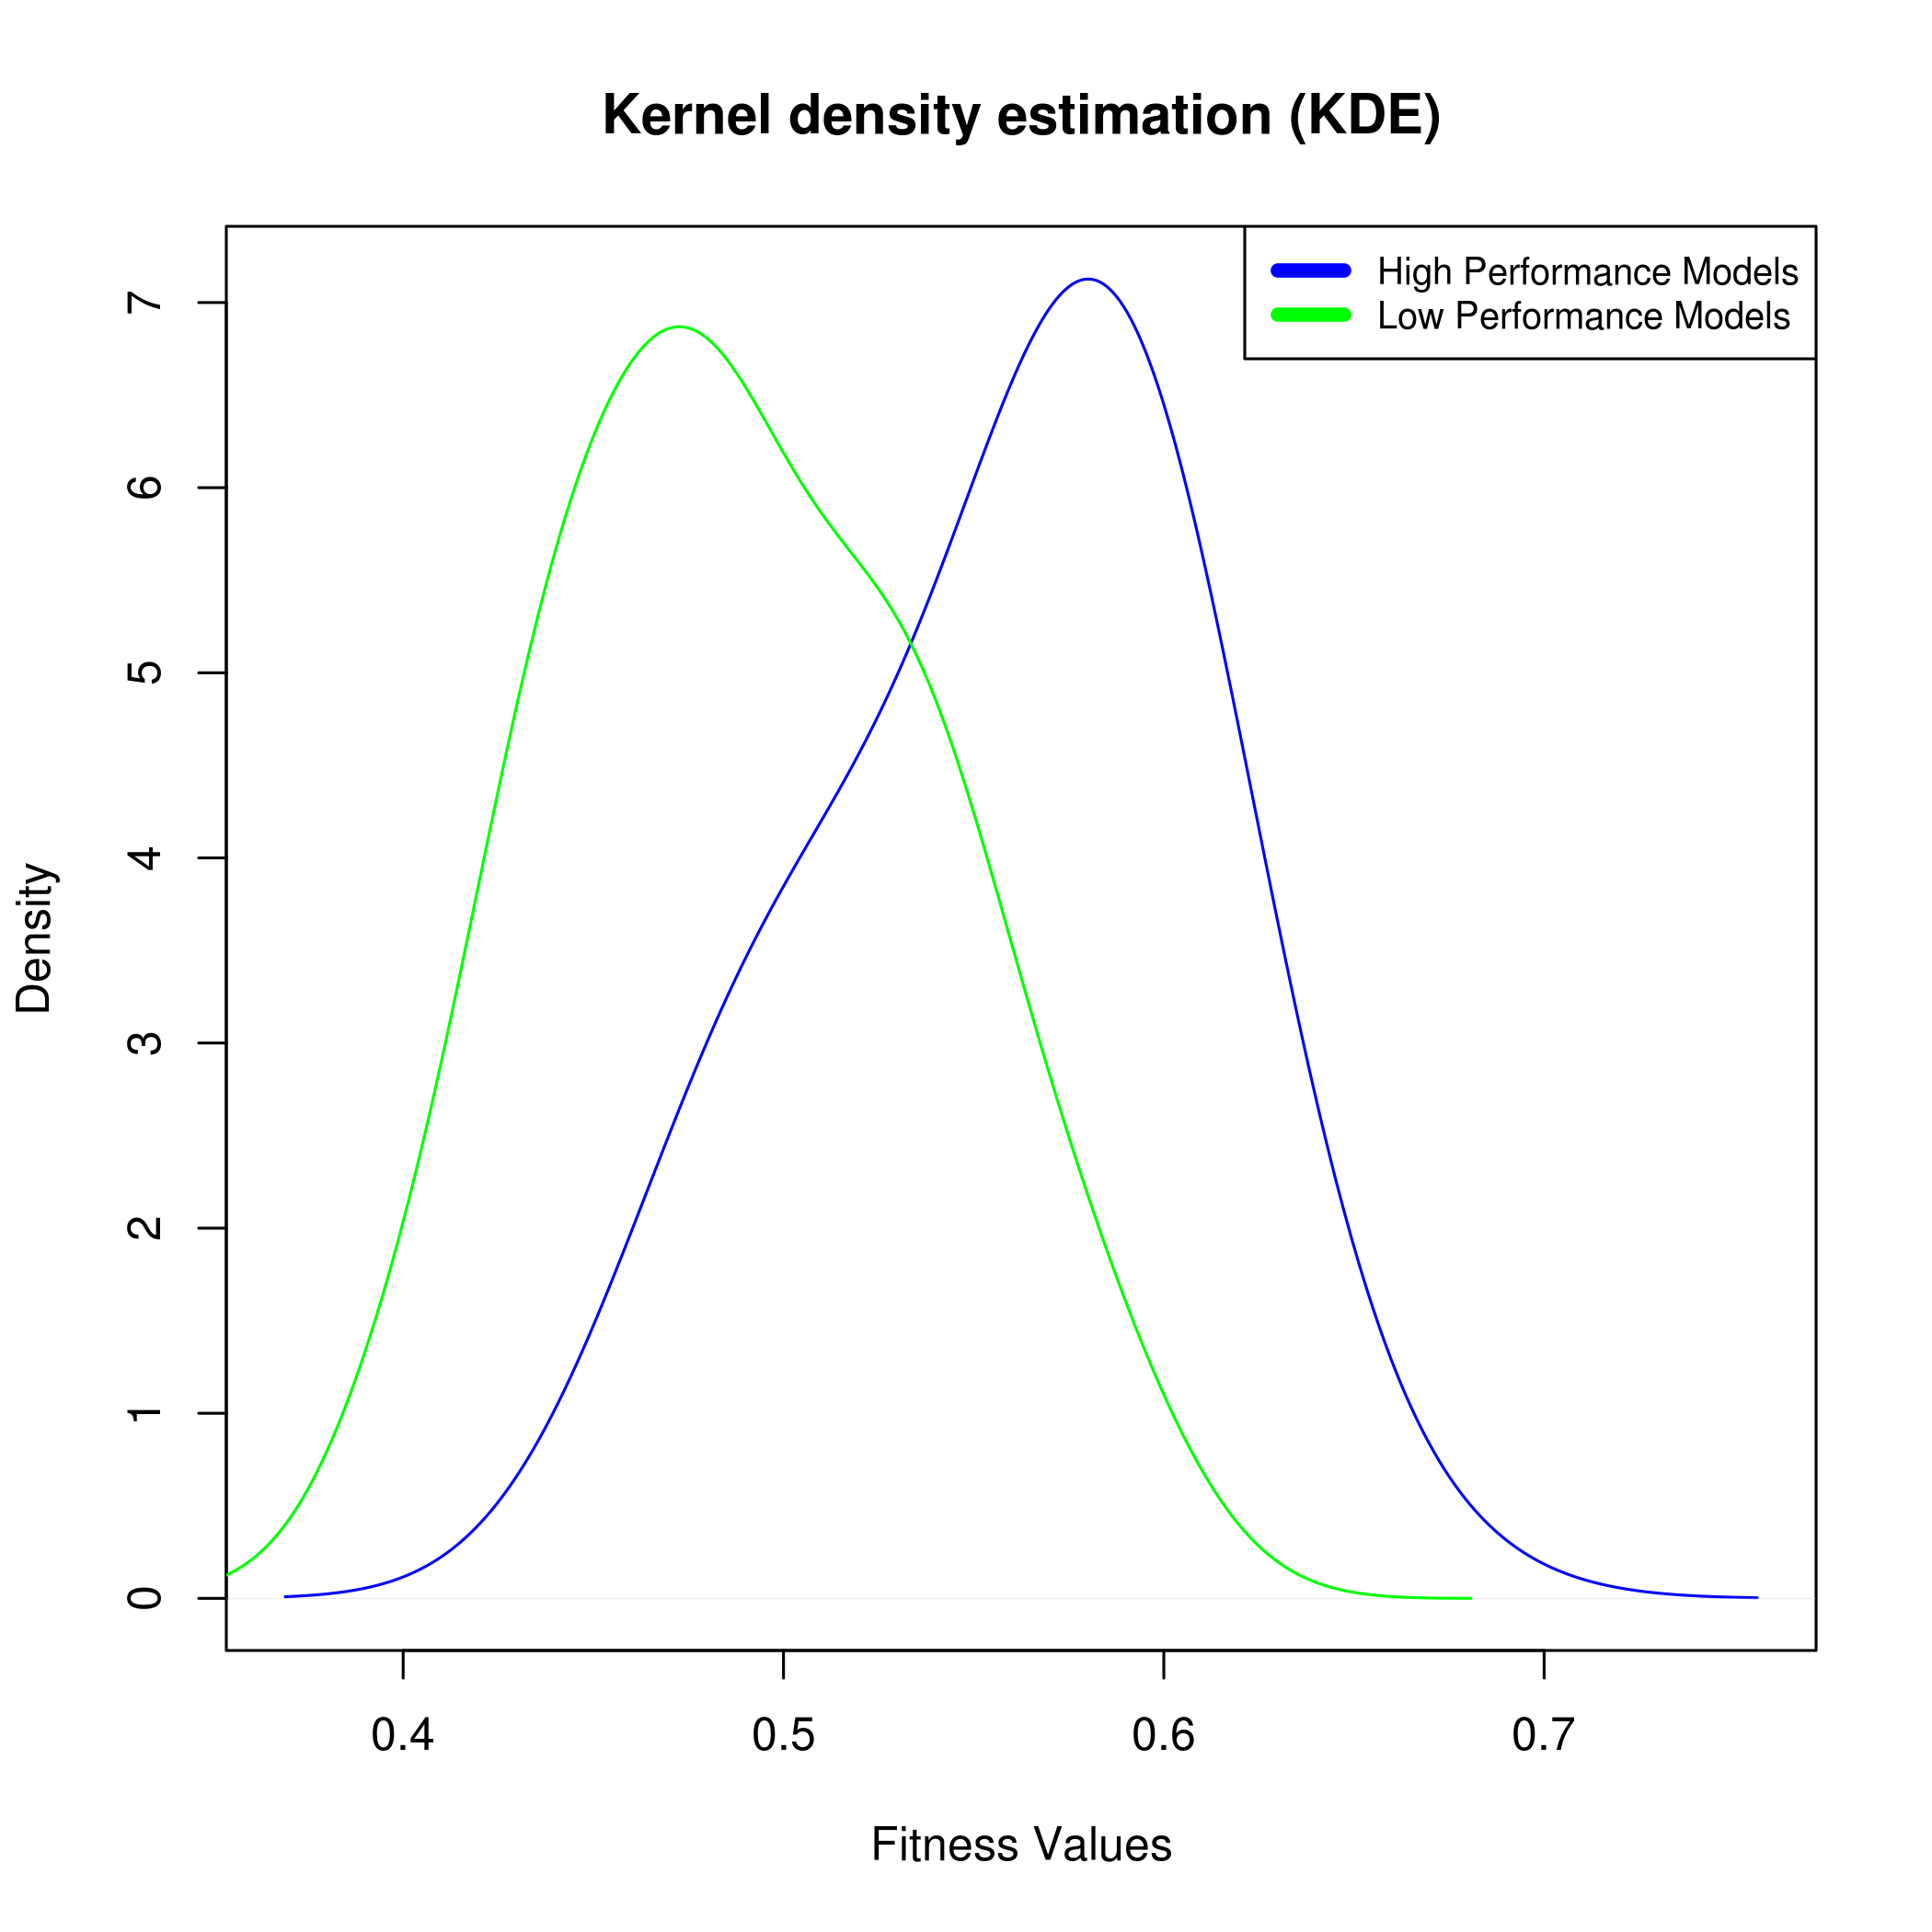 Kernel density estimation (KDE)
High Performance Models
Low Performance Models
Density
7
6
5
4
3
2
1
0
0.4 0.5 0.6 0.7
Fitness Values